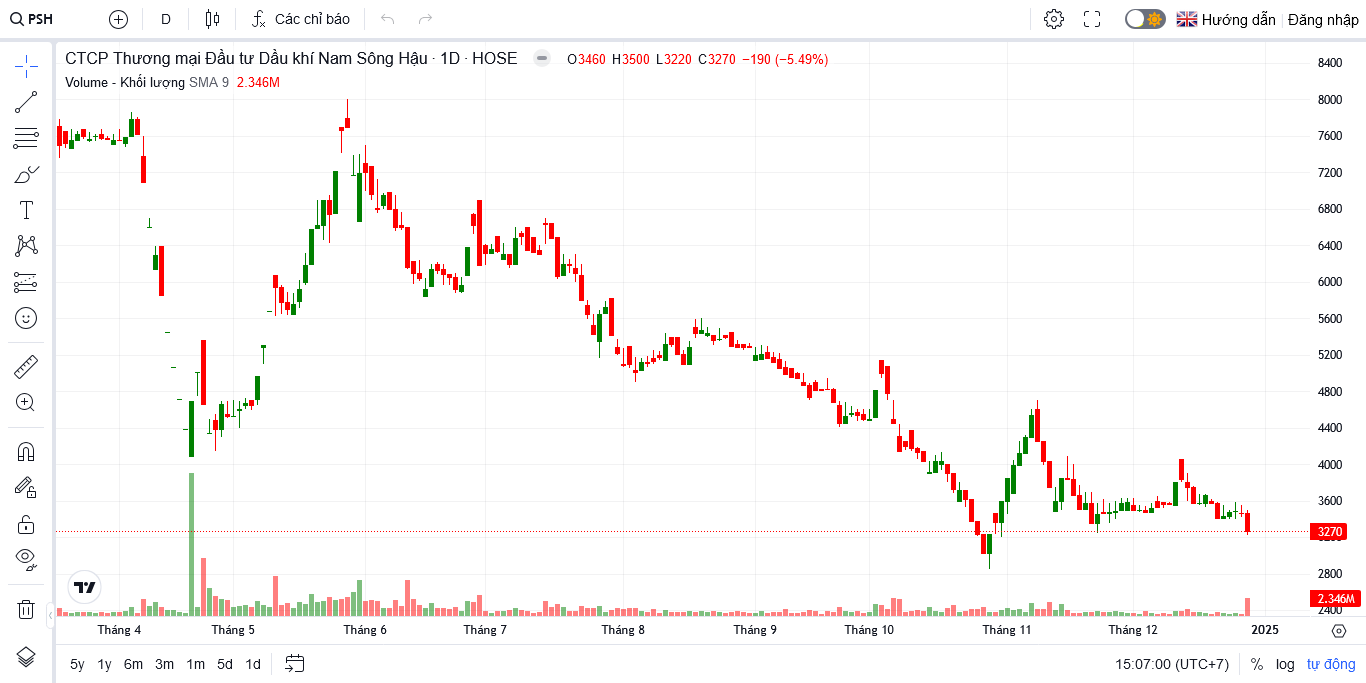 PSH D Các chỉ báo Hướng dẫn Đăng nhập
CTCP Thương mại Đầu tư Dầu khí Nam Sông Hậu · 1D · HOSE O3460 H3500 L3220 C3270 −190 (−5.49%)
Volume - Khối lượng SMA 9 2.346M
8400
8000
7600
7200
6800
6400
6000
5600
5200
4800
4400
4000
3600
3270
3200
2800
2.346M
2400
Tháng 4 Tháng 5 Tháng 6 Tháng 7 Tháng 8 Tháng 9 Tháng 10 Tháng 11 Tháng 12 2025
5y 1y 6m 3m 1m 5d 1d 15:07:00 (UTC+7) % log tự động